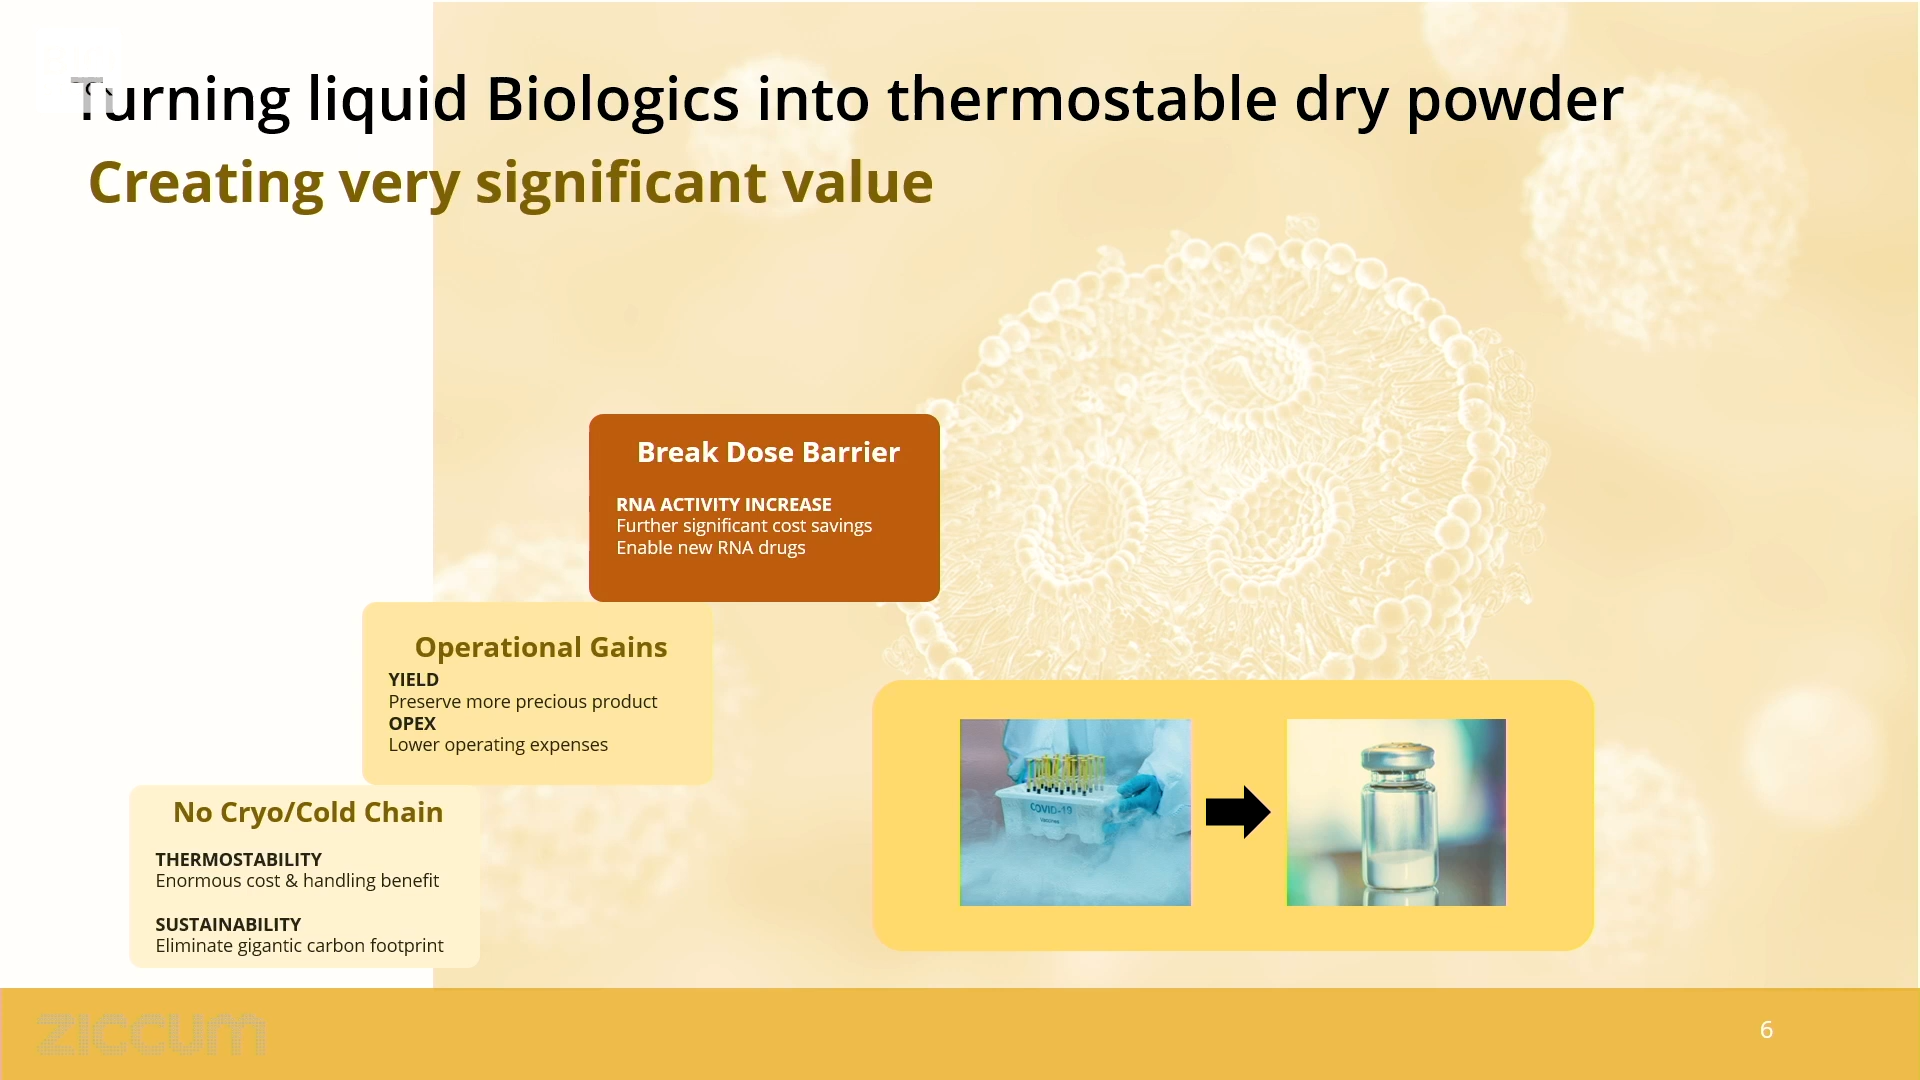 Turning liquid Biologics into thermostable dry powder
Creating very significant value
Break Dose Barrier
RNA ACTIVITY INCREASE
Further significant cost savings
Enable new RNA drugs
Operational Gains
YIELD
Preserve more precious product
OPEX
Lower operating expenses
No Cryo/Cold Chain
THERMOSTABILITY
Enormous cost & handling benefit
SUSTAINABILITY
Eliminate gigantic carbon footprint
COVID-19
Vaccines
ziccum
6